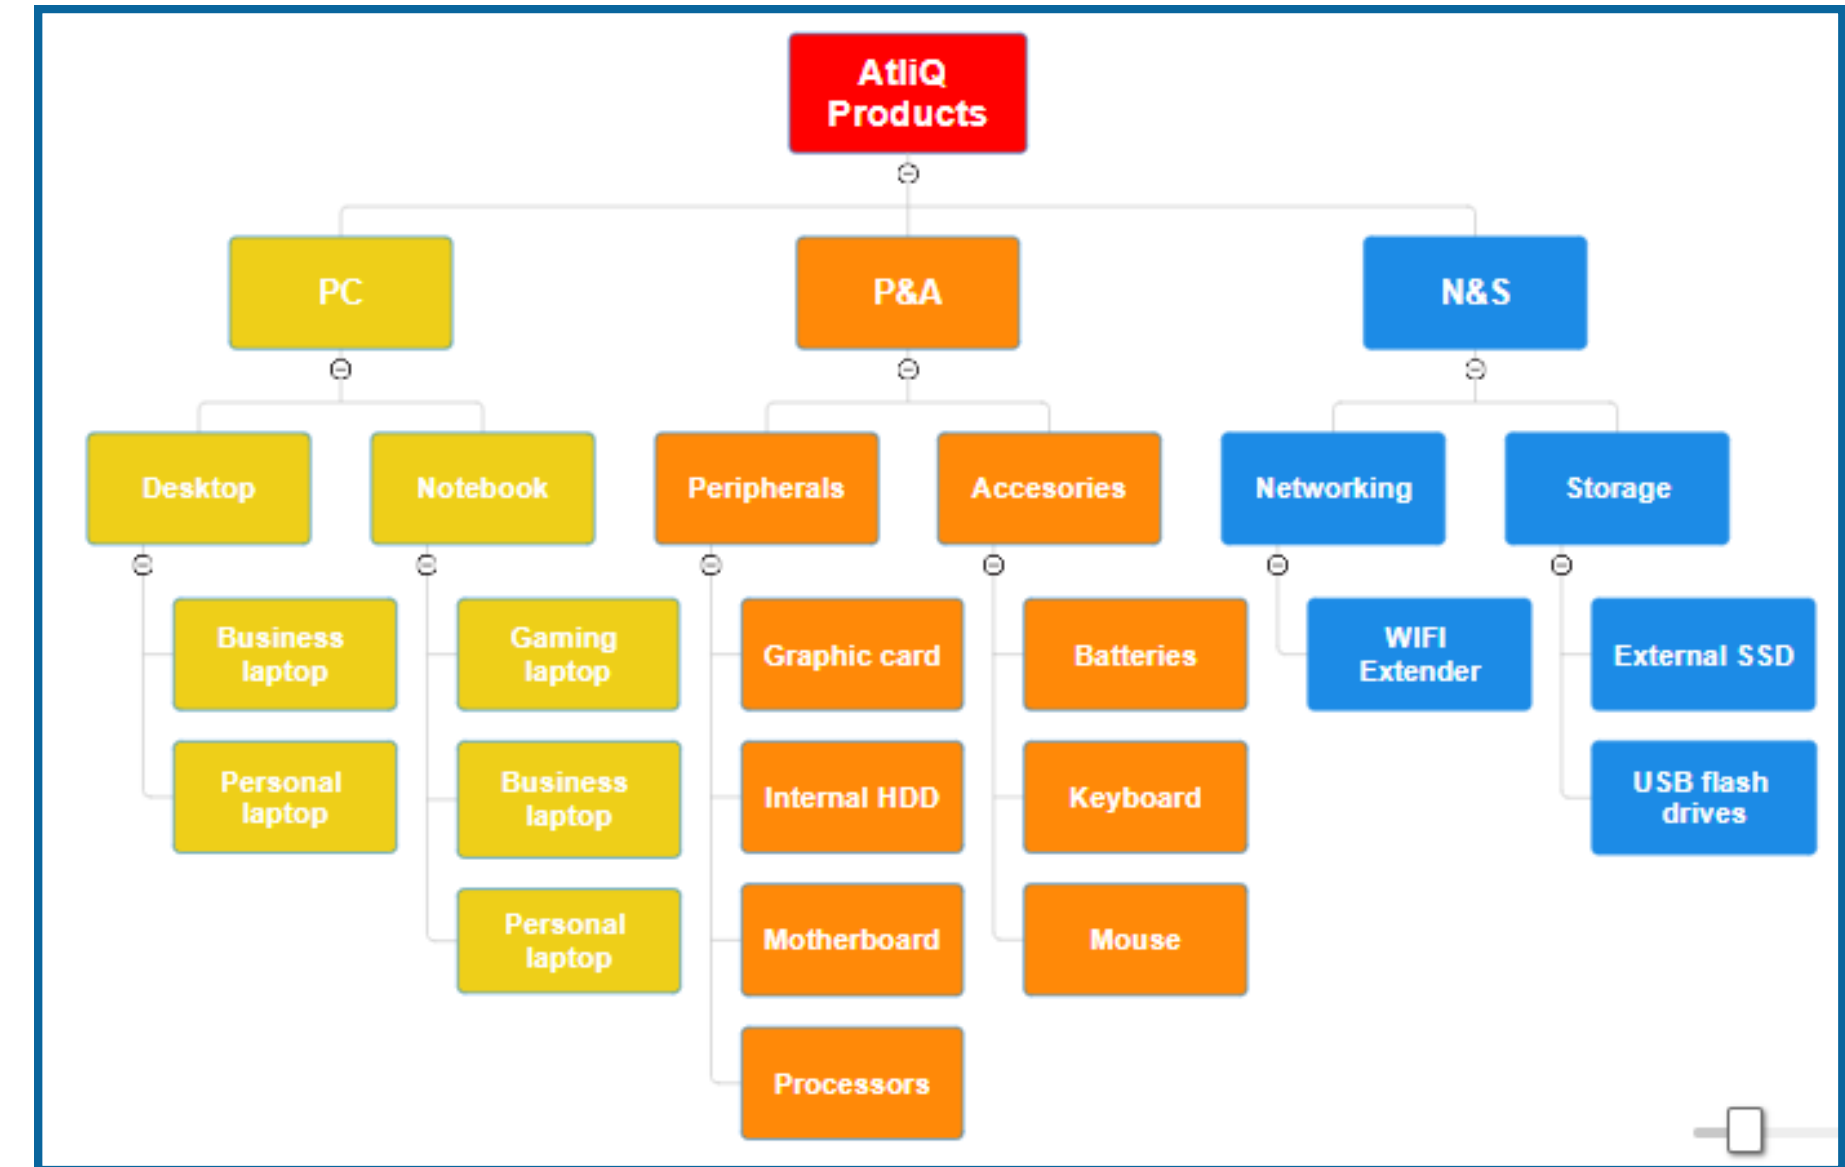 AtliQ
Products
PC
P&A
N&S
Desktop
Notebook
Peripherals
Accesories
Networking
Storage
Business
laptop
Personal
laptop
Gaming
laptop
Business
laptop
Personal
laptop
Graphic card
Internal HDD
Motherboard
Processors
Batteries
Keyboard
Mouse
WIFI
Extender
External SSD
USB flash
drives